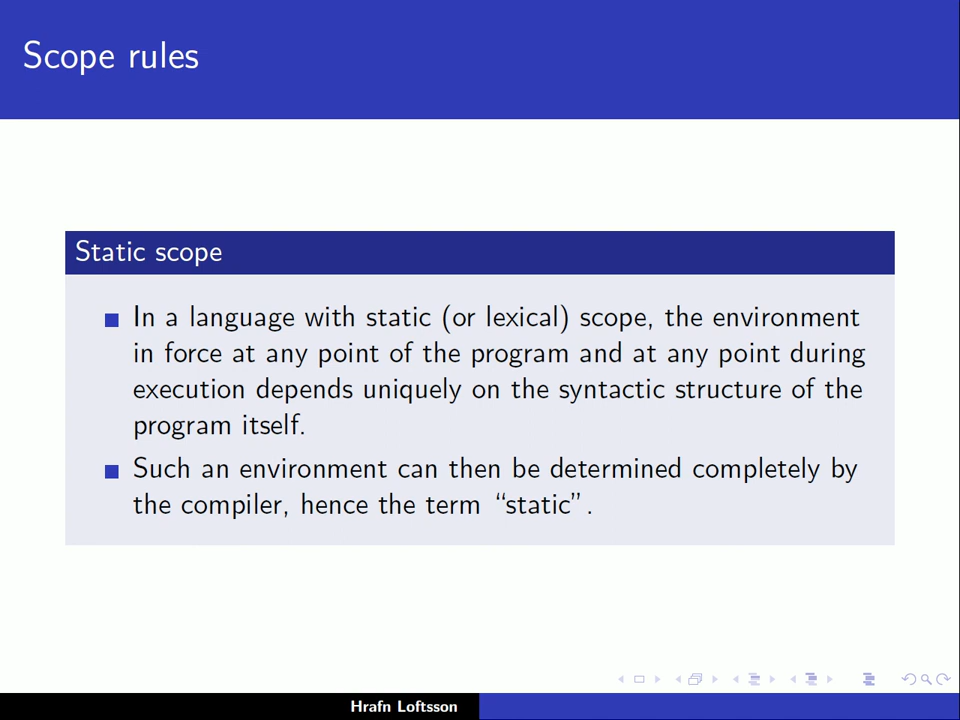 Scope rules
Static scope
In a language with static (or lexical) scope, the environment
in force at any point of the program and at any point during
execution depends uniquely on the syntactic structure of the
program itself.
Such an environment can then be determined completely by
the compiler, hence the term “static”.
Hrafn Loftsson